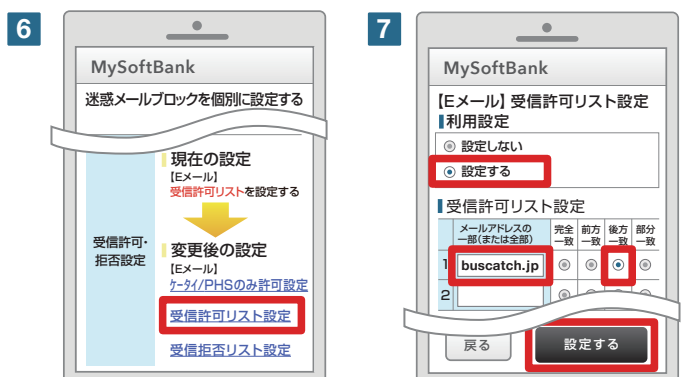 6
MySoftBank
迷惑メールブロックを個別に設定する
受信許可・
拒否設定
現在の設定
【Eメール】
受信許可リストを設定する
変更後の設定
【Eメール】
ケータイ/PHSのみ許可設定
受信許可リスト設定
受信拒否リスト設定
7
MySoftBank
【Eメール】受信許可リスト設定
利用設定
設定しない
設定する
受信許可リスト設定
メールアドレスの
一部(または全部)
完全
一致
前方
一致
後方
一致
部分
一致
1 buscatch.jp
2
戻る
設定する